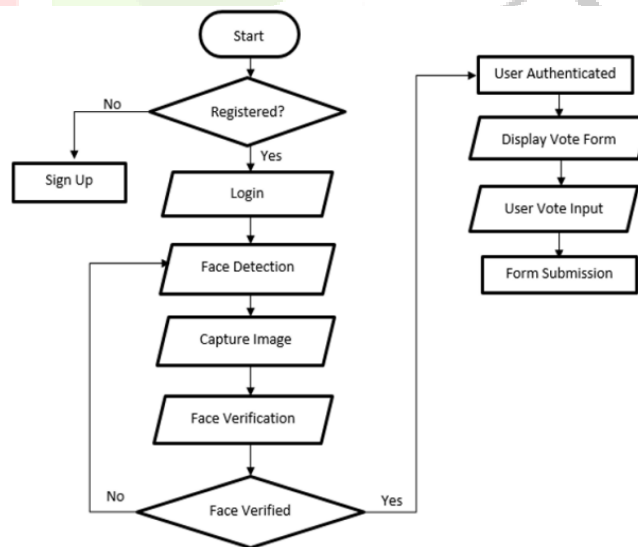 Start
Registered?
No
Yes
Sign Up
Login
Face Detection
Capture Image
Face Verification
Face Verified
No
Yes
User Authenticated
Display Vote Form
User Vote Input
Form Submission